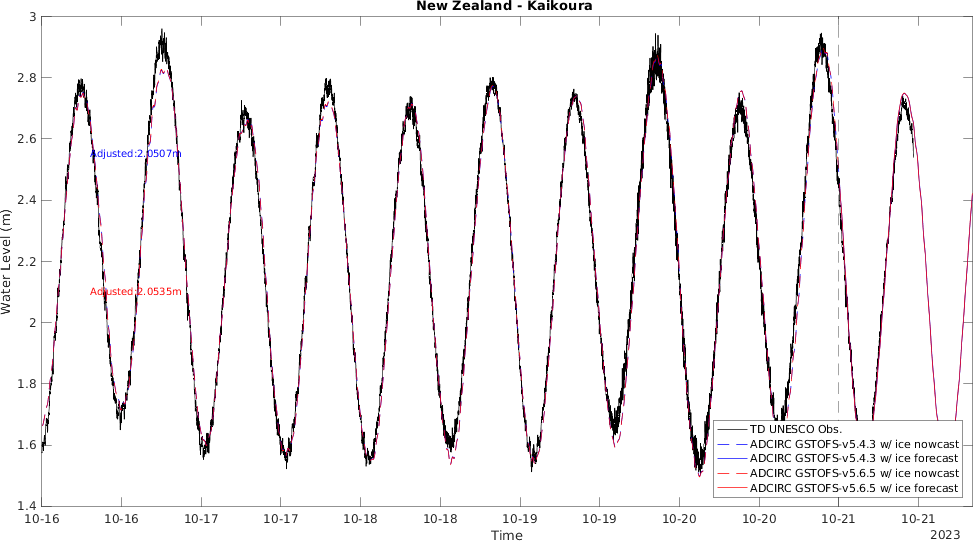 New Zealand - Kaikoura
3
2.8
2.6
2.4
2.2
2
1.8
1.6
1.4
Water Level (m)
Adjusted:2.0507m
Adjusted:2.0535m
TD UNESCO Obs.
ADCIRC GSTOFS-v5.4.3 w/ ice nowcast
ADCIRC GSTOFS-v5.4.3 w/ ice forecast
ADCIRC GSTOFS-v5.6.5 w/ ice nowcast
ADCIRC GSTOFS-v5.6.5 w/ ice forecast
10-16 10-16 10-17 10-17 10-18 10-18 10-19 10-19 10-20 10-20 10-21 10-21
Time
2023